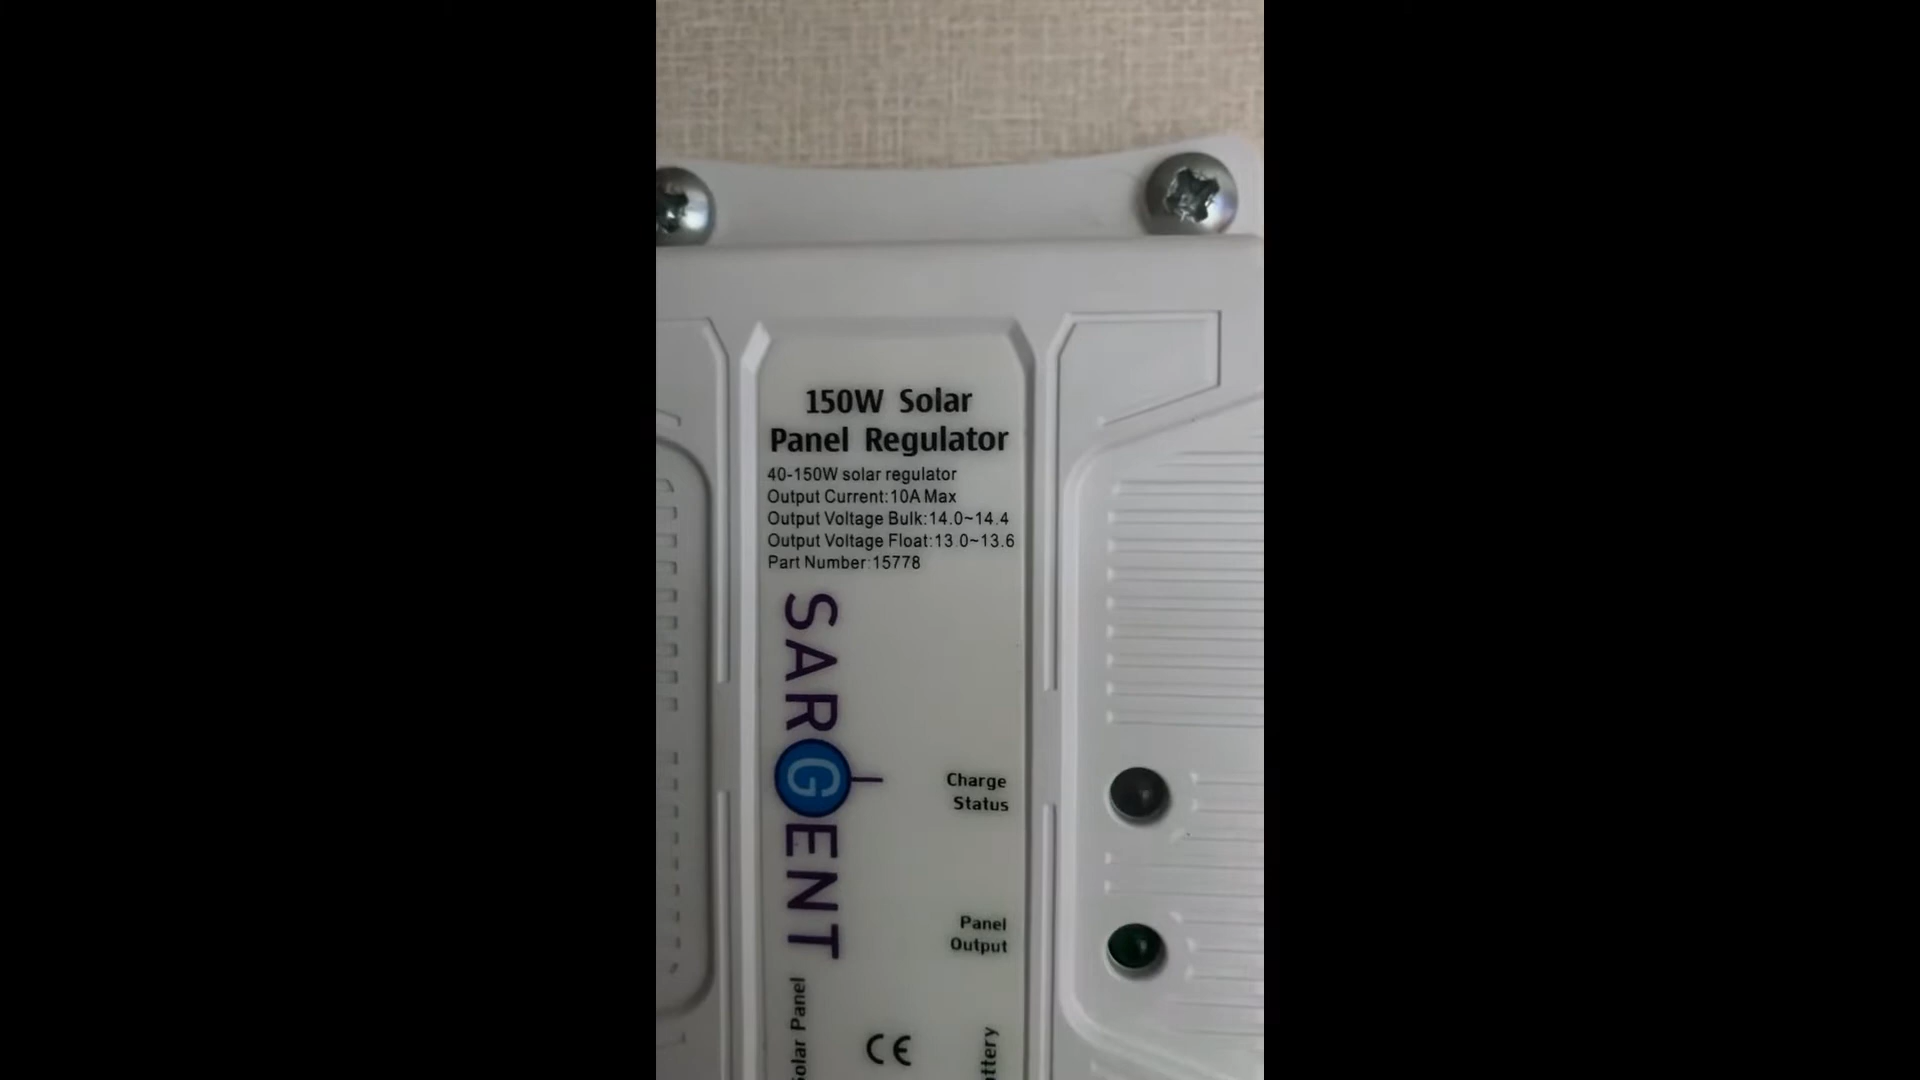 150W Solar
Panel Regulator
40-150W solar regulator
Output Current:10A Max
Output Voltage Bulk:14.0~14.4
Output Voltage Float:13.0~13.6
Part Number:15778
SARGENT
Charge
Status
Panel
Output
Solar Panel
CE